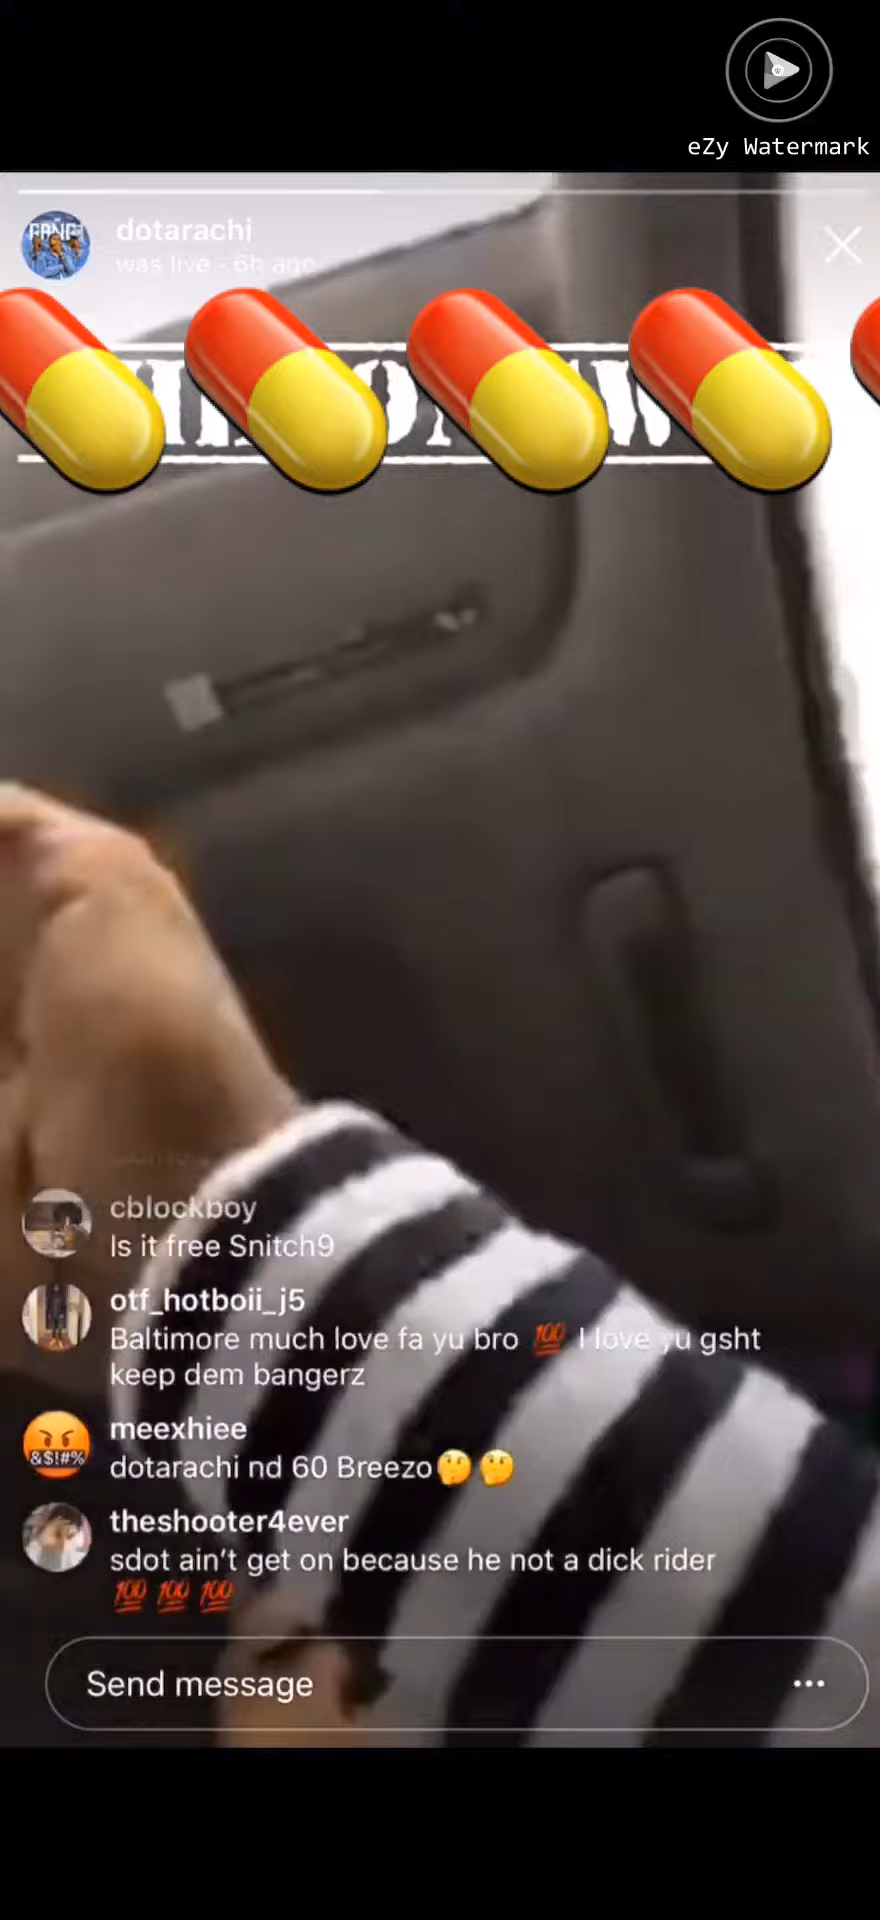 eZy Watermark
dotarachi
was live - 6h ago
cblockboy
Is it free Snitch9
otf_hotboii_j5
Baltimore much love fa yu bro 💯 I love yu gsht
keep dem bangerz
&$!#%
meexhiee
dotarachi nd 60 Breezo🤔🤔
theshooter4ever
sdot ain't get on because he not a dick rider
💯💯💯
Send message